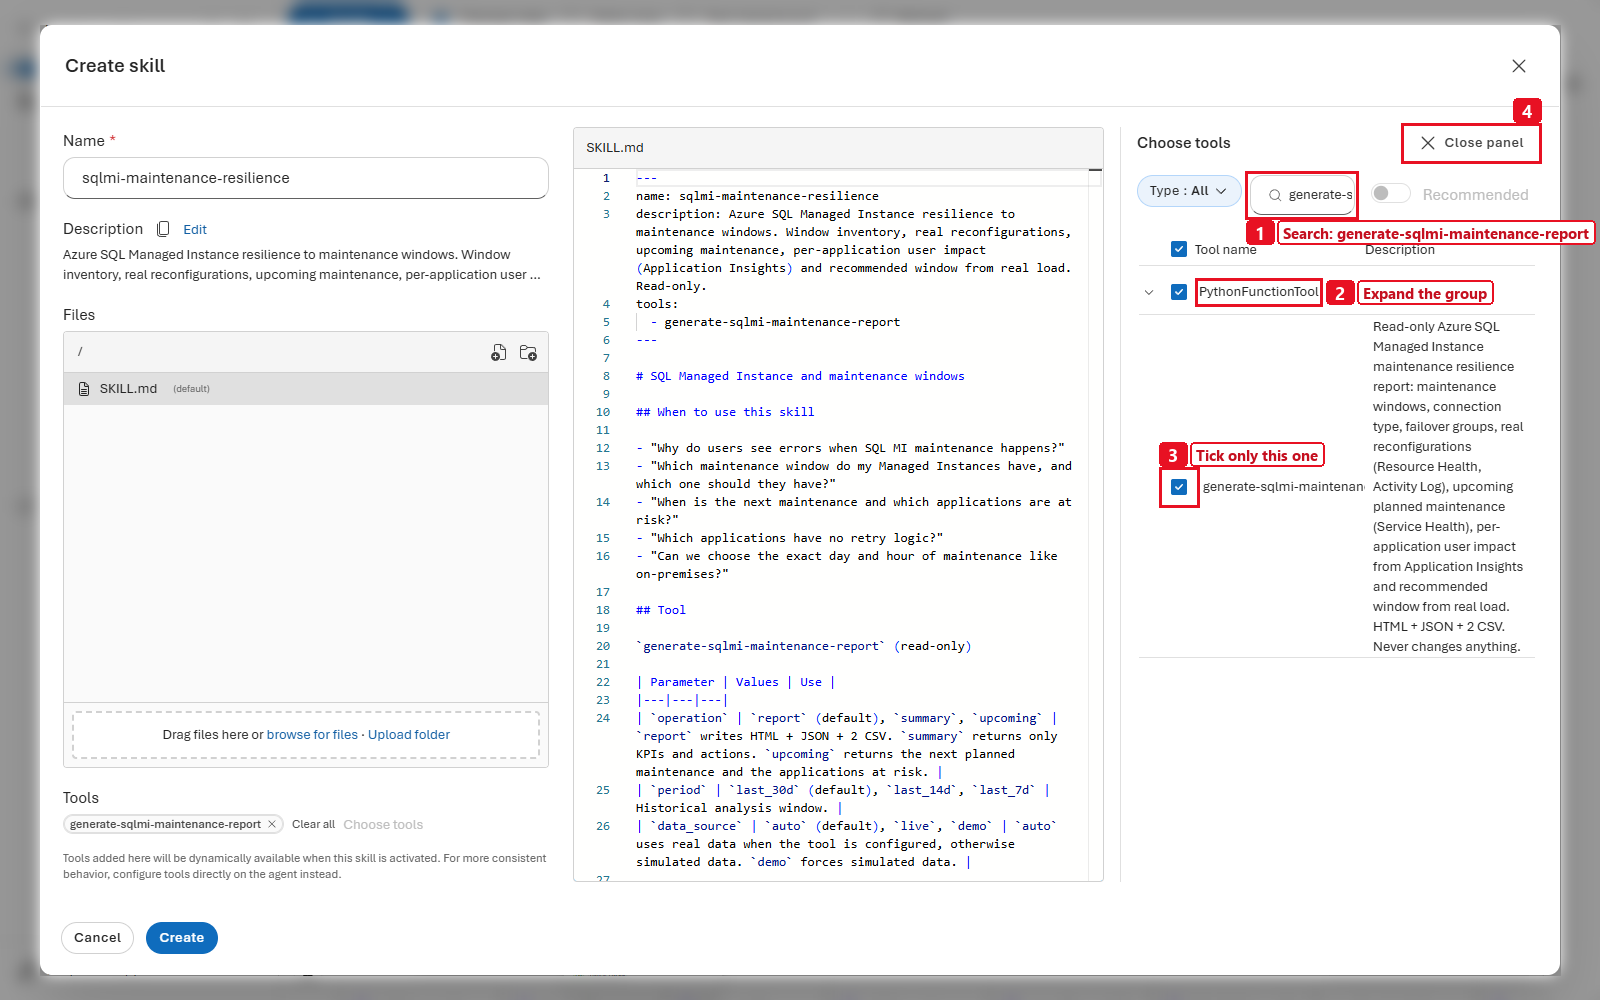 Create skill
Name *
sqlmi-maintenance-resilience
Description
Edit
Azure SQL Managed Instance resilience to maintenance windows. Window
inventory, real reconfigurations, upcoming maintenance, per-application user ...
Files
/
SKILL.md (default)
Drag files here or browse for files · Upload folder
Tools
generate-sqlmi-maintenance-report
Clear all
Choose tools
Tools added here will be dynamically available when this skill is activated. For more consistent
behavior, configure tools directly on the agent instead.
Cancel
Create
SKILL.md
1 ---
2 name: sqlmi-maintenance-resilience
3 description: Azure SQL Managed Instance resilience to
maintenance windows. Window inventory, real reconfigurations,
upcoming maintenance, per-application user impact
(Application Insights) and recommended window from real load.
Read-only.
4 tools:
5 - generate-sqlmi-maintenance-report
6 ---
7
8 # SQL Managed Instance and maintenance windows
9
10 ## When to use this skill
11
12 - "Why do users see errors when SQL MI maintenance happens?"
13 - "Which maintenance window do my Managed Instances have, and
which one should they have?"
14 - "When is the next maintenance and which applications are at
risk?"
15 - "Which applications have no retry logic?"
16 - "Can we choose the exact day and hour of maintenance like
on-premises?"
17
18 ## Tool
19
20 `generate-sqlmi-maintenance-report` (read-only)
21
22 | Parameter | Values | Use |
23 |---|---|---|
24 | `operation` | `report` (default), `summary`, `upcoming` |
`report` writes HTML + JSON + 2 CSV. `summary` returns only
KPIs and actions. `upcoming` returns the next planned
maintenance and the applications at risk. |
25 | `period` | `last_30d` (default), `last_14d`, `last_7d` |
Historical analysis window. |
26 | `data_source` | `auto` (default), `live`, `demo` | `auto`
uses real data when the tool is configured, otherwise
simulated data. `demo` forces simulated data. |
27
Choose tools
4
Close panel
Type : All
generate-s
Recommended
1 Search: generate-sqlmi-maintenance-report
Tool name
Description
PythonFunctionTool
2 Expand the group
3 Tick only this one
generate-sqlmi-maintenan
Read-only Azure SQL
Managed Instance
maintenance resilience
report: maintenance
windows, connection
type, failover groups, real
reconfigurations
(Resource Health,
Activity Log), upcoming
planned maintenance
(Service Health), per-
application user impact
from Application Insights
and recommended
window from real load.
HTML + JSON + 2 CSV.
Never changes anything.